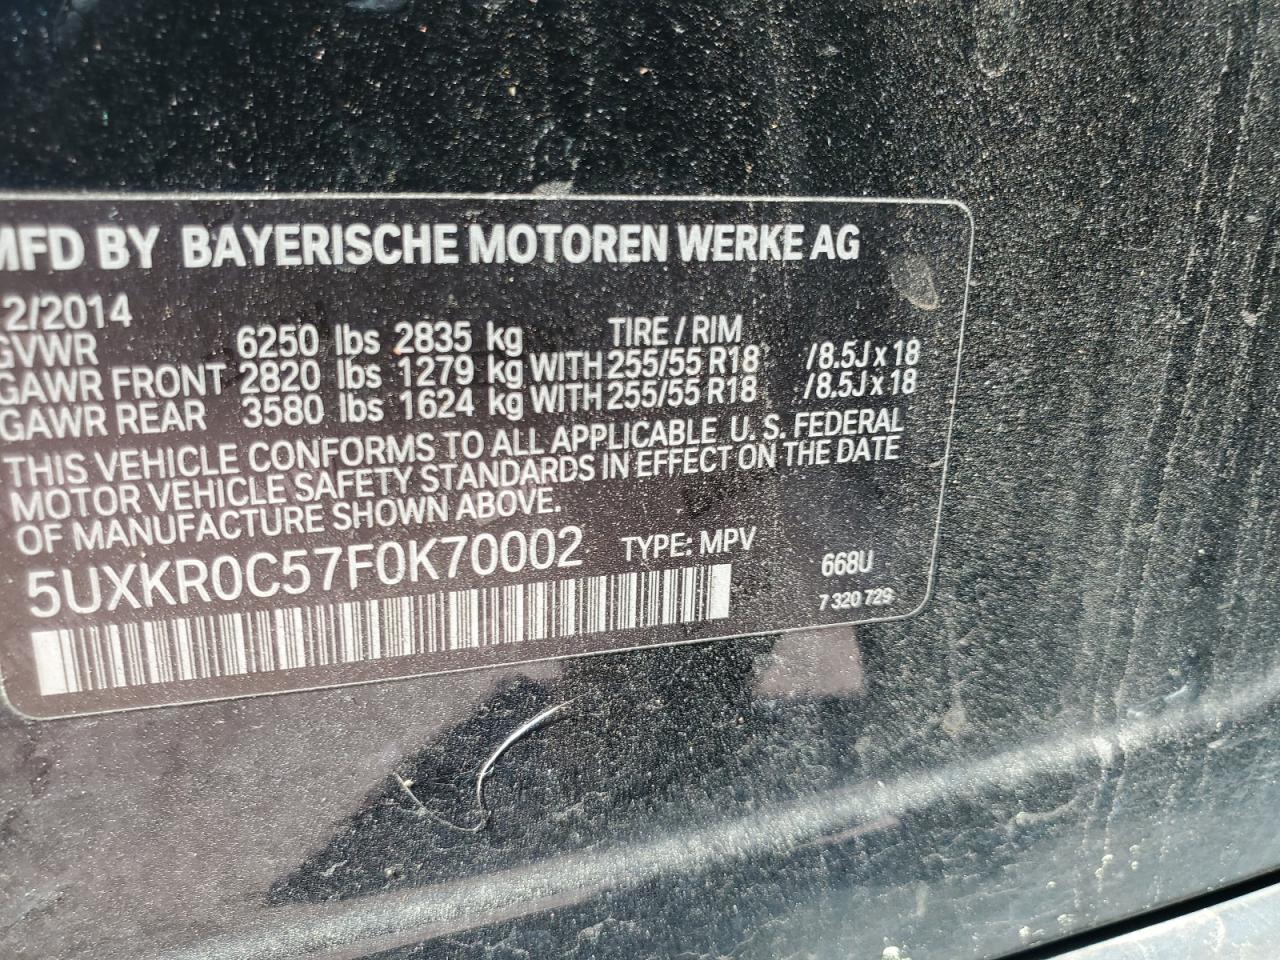 MFD BY BAYERISCHE MOTOREN WERKE AG
2/2014
GVWR 6250 lbs 2835 kg TIRE / RIM
GAWR FRONT 2820 lbs 1279 kg WITH 255/55 R18 /8.5J x 18
GAWR REAR 3580 lbs 1624 kg WITH 255/55 R18 /8.5J x 18
THIS VEHICLE CONFORMS TO ALL APPLICABLE U. S. FEDERAL
MOTOR VEHICLE SAFETY STANDARDS IN EFFECT ON THE DATE
OF MANUFACTURE SHOWN ABOVE.
5UXKR0C57F0K70002 TYPE: MPV 668U
7 320 729